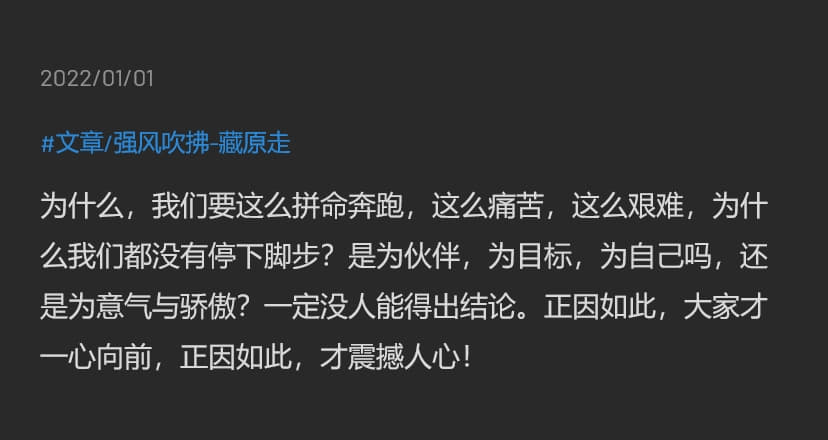 2022/01/01
#文章/强风吹拂-藏原走
为什么，我们要这么拼命奔跑，这么痛苦，这么艰难，为什
么我们都没有停下脚步？是为伙伴，为目标，为自己吗，还
是为意气与骄傲？一定没人能得出结论。正因如此，大家才
一心向前，正因如此，才震撼人心！